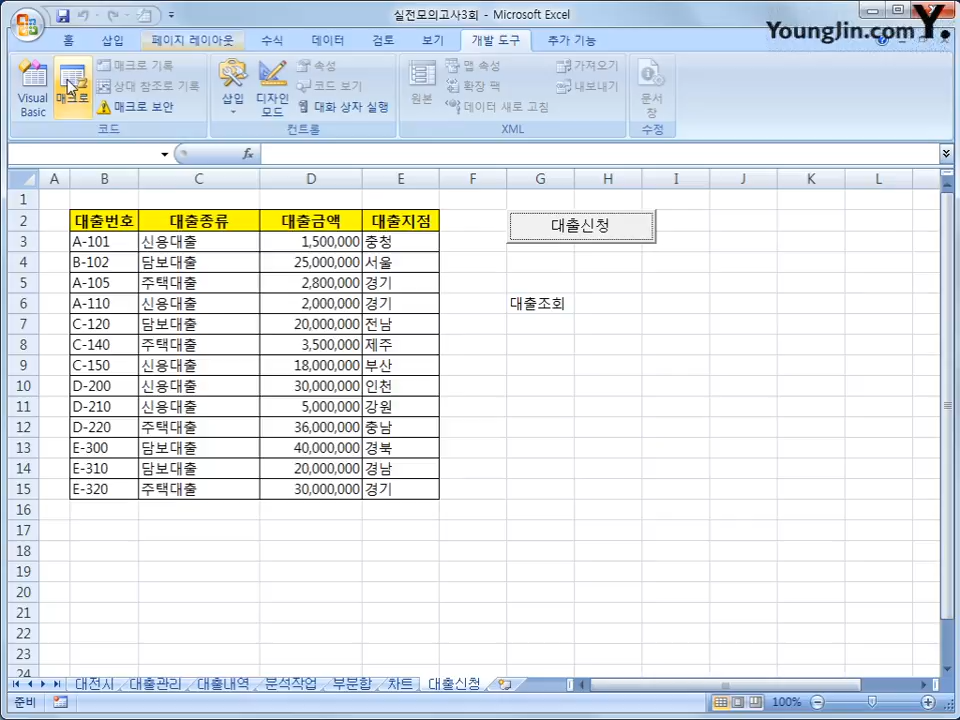 실전모의고사3회 - Microsoft Excel
YoungJin.com Y.
홈 삽입 페이지 레이아웃 수식 데이터 검토 보기 개발 도구 추가 기능
Visual Basic
매크로
매크로 기록
상대 참조로 기록
매크로 보안
코드
삽입
디자인 모드
속성
코드 보기
대화 상자 실행
컨트롤
원본
맵 속성
확장 팩
데이터 새로 고침
가져오기
내보내기
XML
문서 창
수정
fx
A B C D E F G H I J K L
1
2 대출번호 대출종류 대출금액 대출지점 대출신청
3 A-101 신용대출 1,500,000 충청
4 B-102 담보대출 25,000,000 서울
5 A-105 주택대출 2,800,000 경기
6 A-110 신용대출 2,000,000 경기 대출조회
7 C-120 담보대출 20,000,000 전남
8 C-140 주택대출 3,500,000 제주
9 C-150 신용대출 18,000,000 부산
10 D-200 신용대출 30,000,000 인천
11 D-210 신용대출 5,000,000 강원
12 D-220 주택대출 36,000,000 충남
13 E-300 담보대출 40,000,000 경북
14 E-310 담보대출 20,000,000 경남
15 E-320 주택대출 30,000,000 경기
16
17
18
19
20
21
22
23
24
대전시 대출관리 대출내역 분석작업 부분합 차트 대출신청
준비 100%